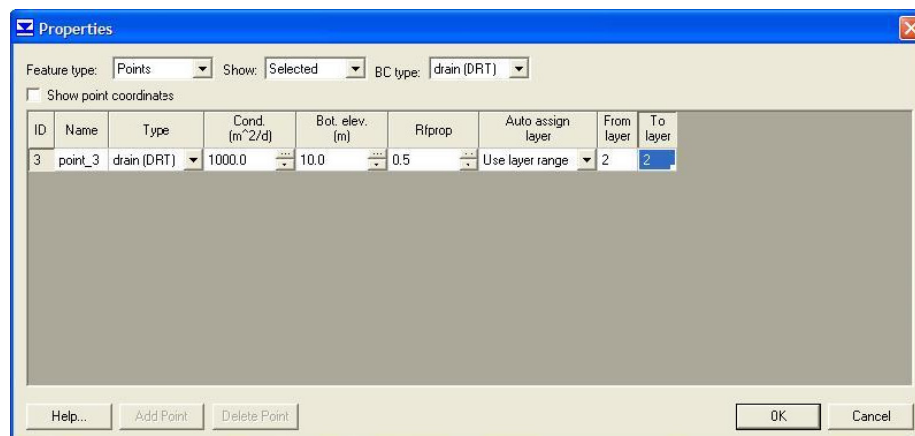 Properties
Feature type: Points Show: Selected BC type: drain (DRT)
Show point coordinates
ID Name Type Cond. (m^2/d) Bot. elev. (m) Rfprop Auto assign layer From layer To layer
3 point_3 drain (DRT) 1000.0 10.0 0.5 Use layer range 2 2
Help... Add Point Delete Point OK Cancel